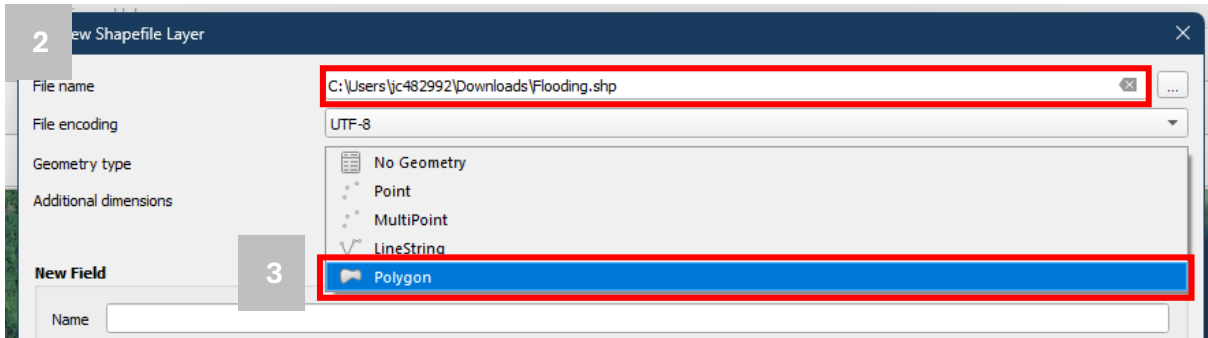 2
ew Shapefile Layer
File name
C:\Users\jc482992\Downloads\Flooding.shp
...
File encoding
UTF-8
Geometry type
No Geometry
Point
Additional dimensions
MultiPoint
LineString
3
New Field
Polygon
Name